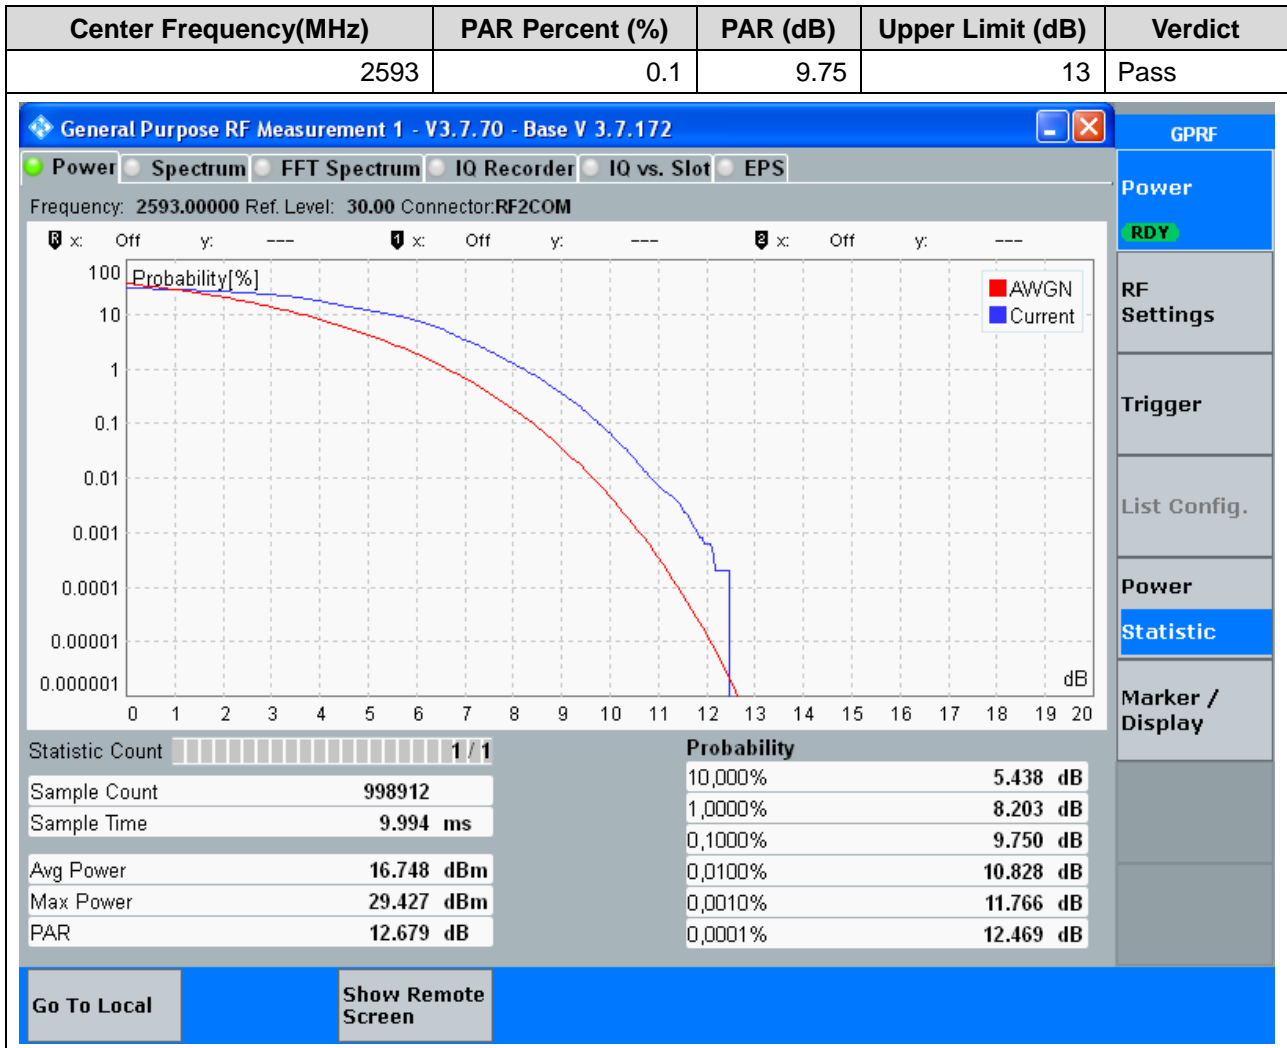 Center Frequency(MHz) PAR Percent (%) PAR (dB) Upper Limit (dB) Verdict
2593 0.1 9.75 13 Pass
General Purpose RF Measurement 1 - V3.7.70 - Base V 3.7.172
GPRF
Power Spectrum FFT Spectrum IQ Recorder IQ vs. Slot EPS
Power
RDY
Frequency: 2593.00000 Ref. Level: 30.00 Connector:RF2COM
R x: Off y: --- 1 x: Off y: --- 2 x: Off y: ---
Probability[%]
AWGN
Current
100
10
1
0.1
0.01
0.001
0.0001
0.00001
0.000001
dB
0 1 2 3 4 5 6 7 8 9 10 11 12 13 14 15 16 17 18 19 20
RF
Settings
Trigger
List Config.
Power
Statistic
Marker /
Display
Statistic Count 1 / 1
Sample Count 998912
Sample Time 9.994 ms
Avg Power 16.748 dBm
Max Power 29.427 dBm
PAR 12.679 dB
Probability
10,000% 5.438 dB
1,0000% 8.203 dB
0,1000% 9.750 dB
0,0100% 10.828 dB
0,0010% 11.766 dB
0,0001% 12.469 dB
Go To Local
Show Remote
Screen